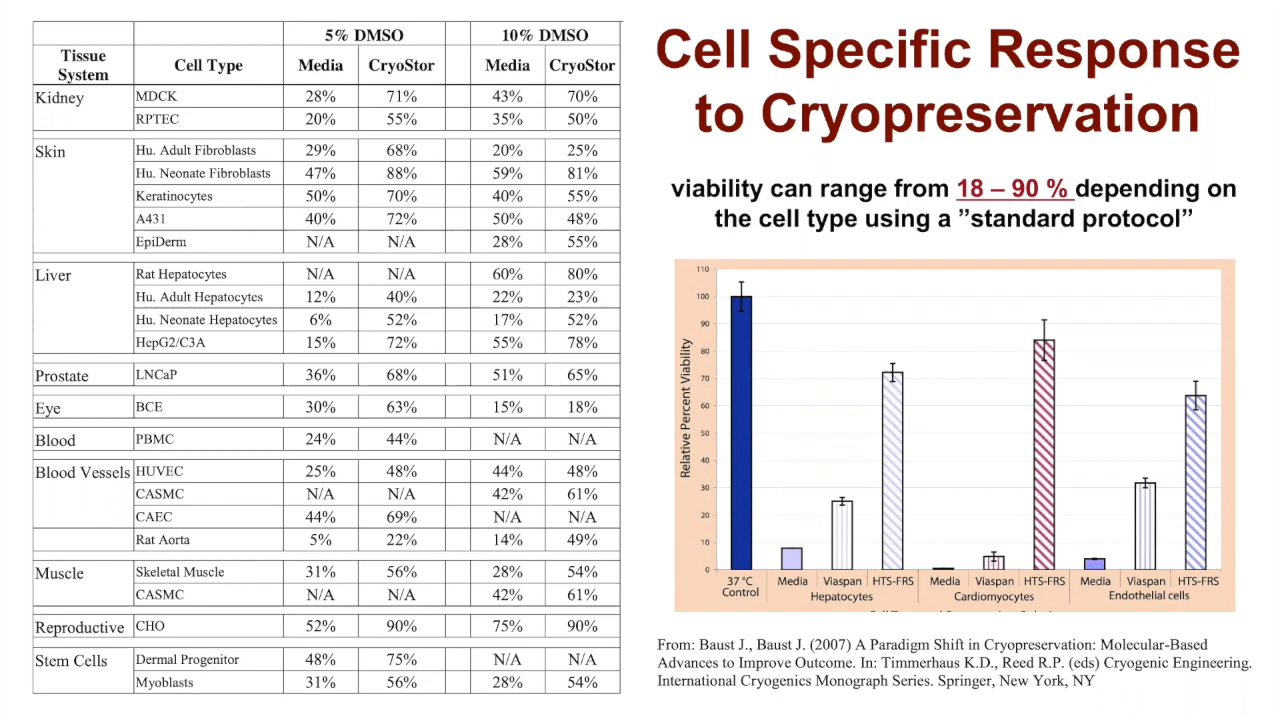 5% DMSO 10% DMSO
Tissue System Cell Type Media CryoStor Media CryoStor
Kidney MDCK 28% 71% 43% 70%
RPTEC 20% 55% 35% 50%
Skin Hu. Adult Fibroblasts 29% 68% 20% 25%
Hu. Neonate Fibroblasts 47% 88% 59% 81%
Keratinocytes 50% 70% 40% 55%
A431 40% 72% 50% 48%
EpiDerm N/A N/A 28% 55%
Liver Rat Hepatocytes N/A N/A 60% 80%
Hu. Adult Hepatocytes 12% 40% 22% 23%
Hu. Neonate Hepatocytes 6% 52% 17% 52%
HepG2/C3A 15% 72% 55% 78%
Prostate LNCaP 36% 68% 51% 65%
Eye BCE 30% 63% 15% 18%
Blood PBMC 24% 44% N/A N/A
Blood Vessels HUVEC 25% 48% 44% 48%
CASMC N/A N/A 42% 61%
CAEC 44% 69% N/A N/A
Rat Aorta 5% 22% 14% 49%
Muscle Skeletal Muscle 31% 56% 28% 54%
CASMC N/A N/A 42% 61%
Reproductive CHO 52% 90% 75% 90%
Stem Cells Dermal Progenitor 48% 75% N/A N/A
Myoblasts 31% 56% 28% 54%
Cell Specific Response
to Cryopreservation
viability can range from 18 – 90 % depending on
the cell type using a ”standard protocol”
Relative Percent Viability
110
100
90
80
70
60
50
40
30
20
10
0
37 °C Media Viaspan HTS-FRS Media Viaspan HTS-FRS Media Viaspan HTS-FRS
Control Hepatocytes Cardiomyocytes Endothelial cells
From: Baust J., Baust J. (2007) A Paradigm Shift in Cryopreservation: Molecular-Based
Advances to Improve Outcome. In: Timmerhaus K.D., Reed R.P. (eds) Cryogenic Engineering.
International Cryogenics Monograph Series. Springer, New York, NY